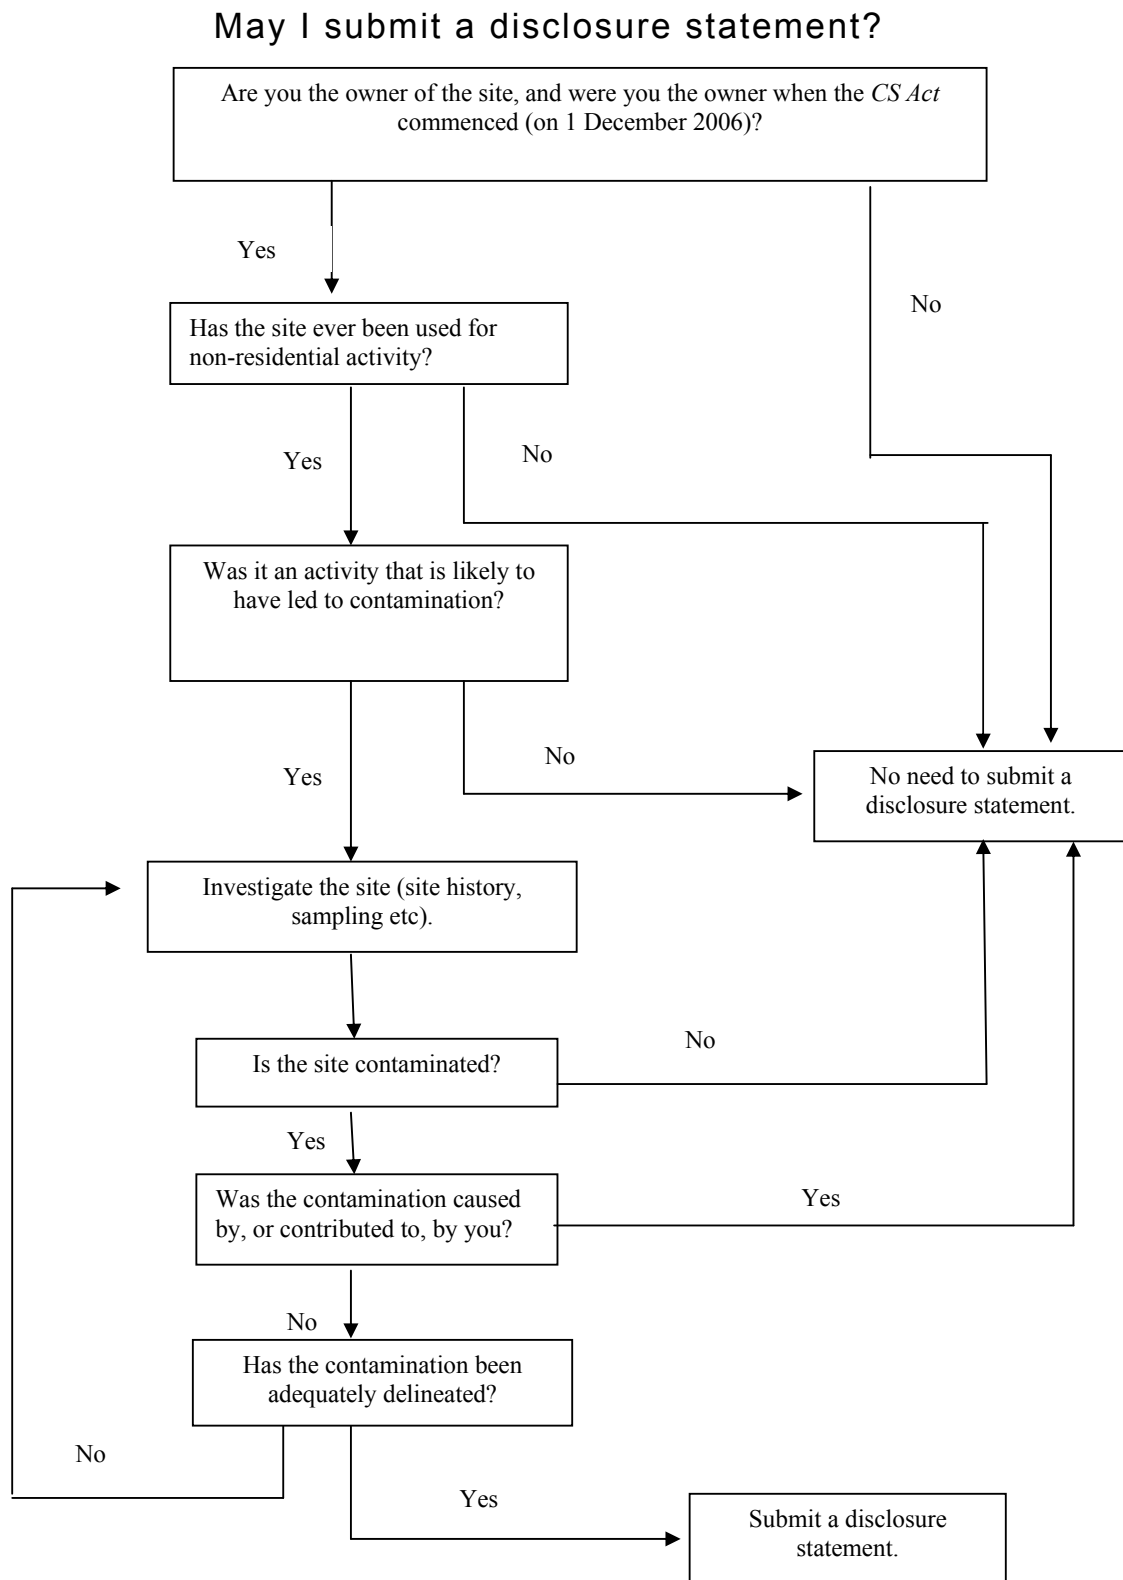 May I submit a disclosure statement?
Are you the owner of the site, and were you the owner when the CS Act
commenced (on 1 December 2006)?
Yes
No
Has the site ever been used for
non-residential activity?
Yes
No
Was it an activity that is likely to
have led to contamination?
Yes
No
No need to submit a
disclosure statement.
Investigate the site (site history,
sampling etc).
Is the site contaminated?
No
Yes
Was the contamination caused
by, or contributed to, by you?
Yes
No
Has the contamination been
adequately delineated?
No
Yes
Submit a disclosure
statement.